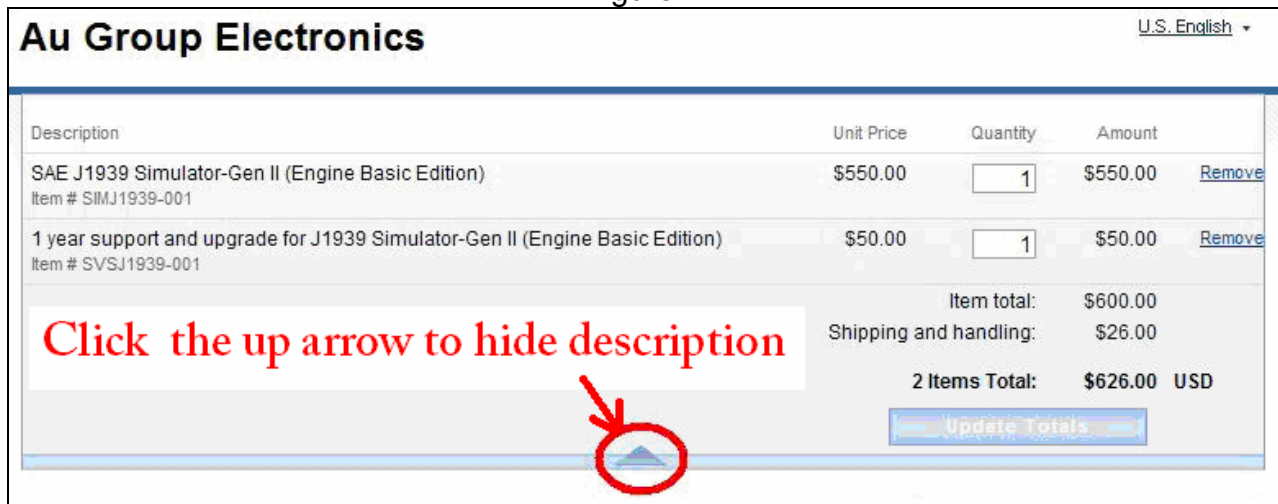 Au Group Electronics
U.S. English
Description Unit Price Quantity Amount
SAE J1939 Simulator-Gen II (Engine Basic Edition) $550.00 1 $550.00 Remove
Item # SIMJ1939-001
1 year support and upgrade for J1939 Simulator-Gen II (Engine Basic Edition) $50.00 1 $50.00 Remove
Item # SVSJ1939-001
Item total: $600.00
Click the up arrow to hide description
Shipping and handling: $26.00
2 Items Total: $626.00 USD
Update Totals